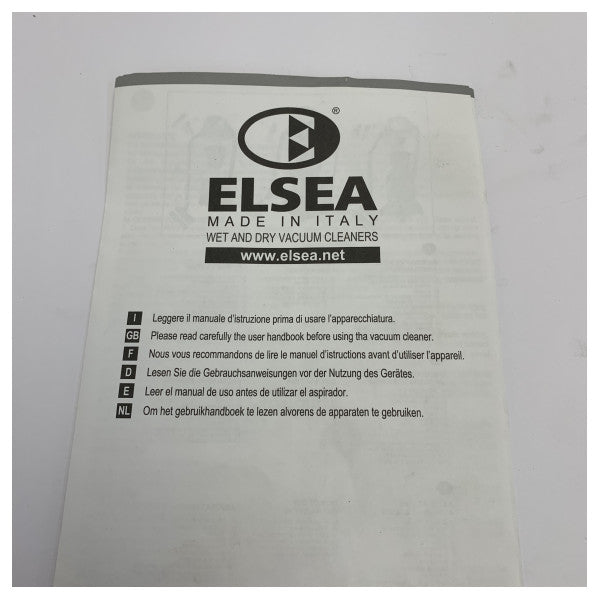 ®
ELSEA
MADE IN ITALY
WET AND DRY VACUUM CLEANERS
www.elsea.net
I Leggere il manuale d'istruzione prima di usare l'apparecchiatura.
GB Please read carefully the user handbook before using tha vacuum cleaner.
F Nous vous recommandons de lire le manuel d'istructions avant d'utiliser l'appareil.
D Lesen Sie die Gebrauchsanweisungen vor der Nutzung des Gerätes.
E Leer el manual de uso antes de utilizar el aspirador.
NL Om het gebruikhandboek te lezen alvorens de apparaten te gebruiken.